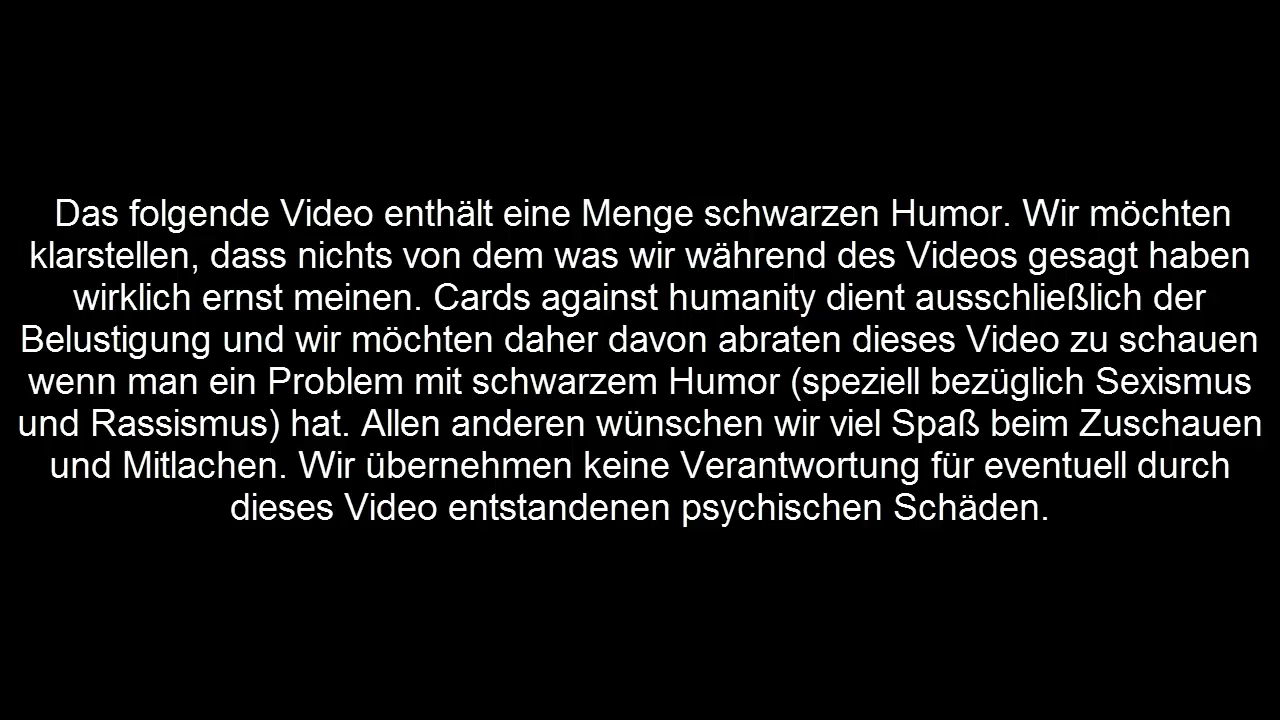 Das folgende Video enthält eine Menge schwarzen Humor. Wir möchten
klarstellen, dass nichts von dem was wir während des Videos gesagt haben
wirklich ernst meinen. Cards against humanity dient ausschließlich der
Belustigung und wir möchten daher davon abraten dieses Video zu schauen
wenn man ein Problem mit schwarzem Humor (speziell bezüglich Sexismus
und Rassismus) hat. Allen anderen wünschen wir viel Spaß beim Zuschauen
und Mitlachen. Wir übernehmen keine Verantwortung für eventuell durch
dieses Video entstandenen psychischen Schäden.